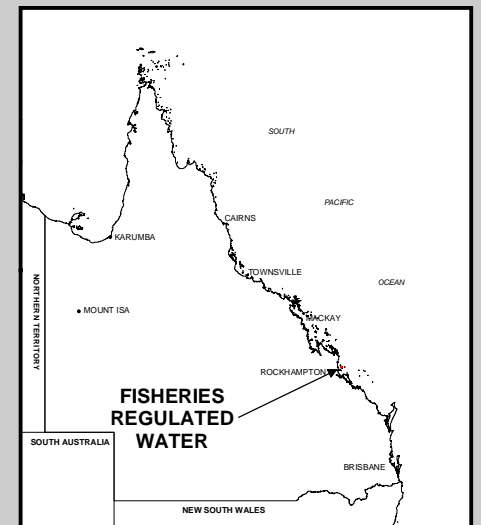 SOUTH
PACIFIC
CAIRNS
KARUMBA
TOWNSVILLE
OCEAN
NORTHERN TERRITORY
MOUNT ISA
MACKAY
ROCKHAMPTON
FISHERIES
REGULATED
WATER
SOUTH AUSTRALIA
BRISBANE
NEW SOUTH WALES